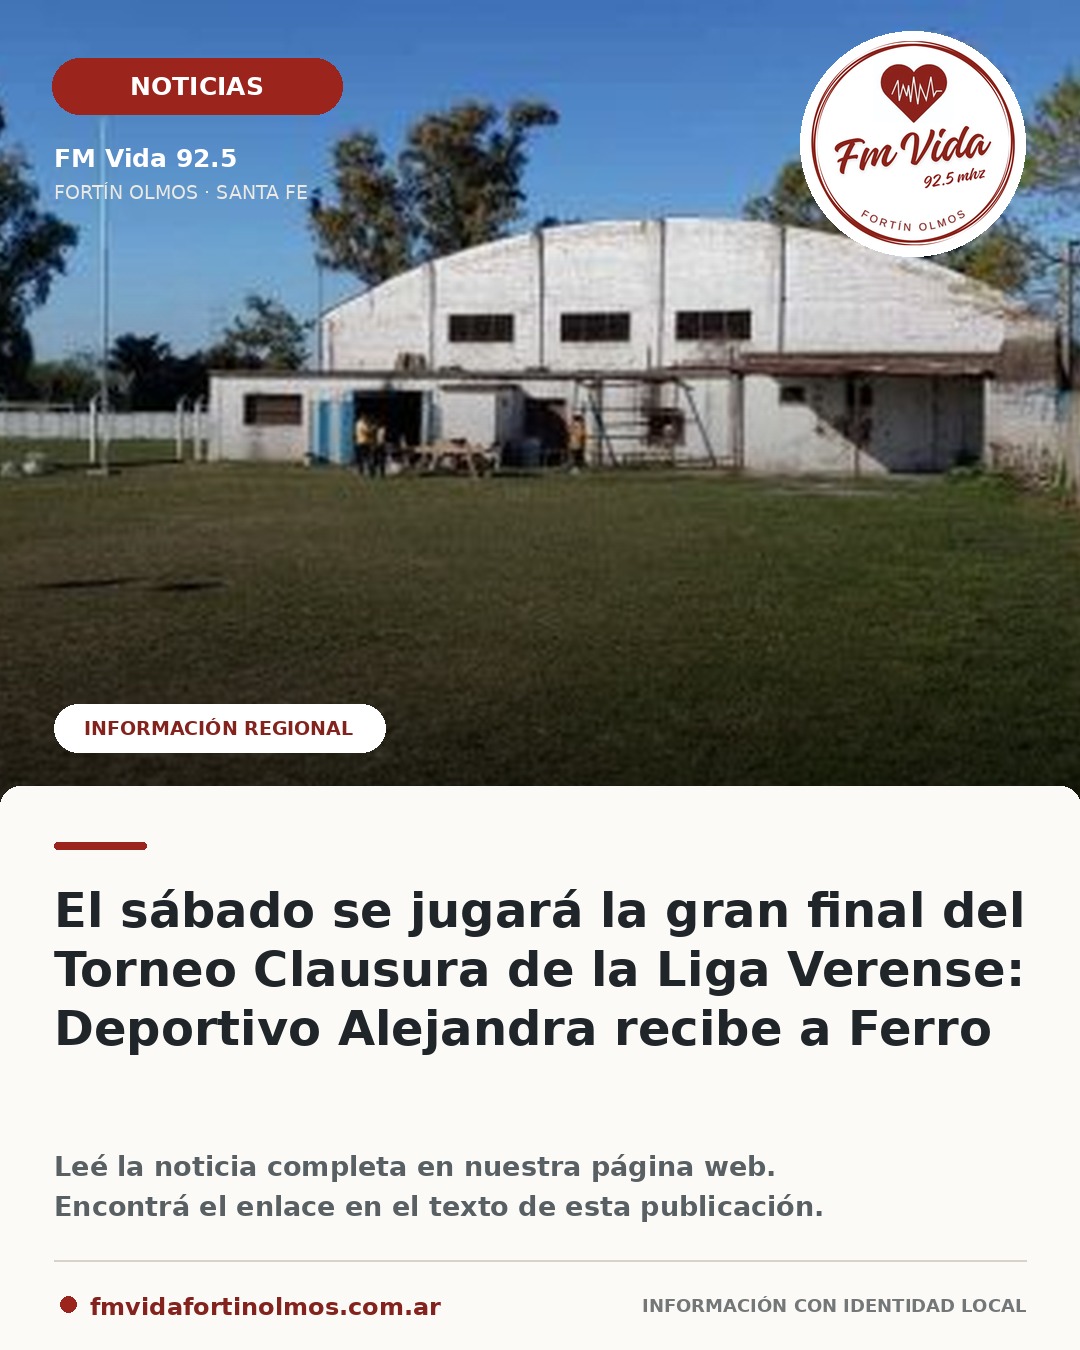 NOTICIAS
FM Vida 92.5
FORTÍN OLMOS · SANTA FE
Fm Vida
92.5 mhz
FORTÍN OLMOS
INFORMACIÓN REGIONAL
El sábado se jugará la gran final del
Torneo Clausura de la Liga Verense:
Deportivo Alejandra recibe a Ferro
Leé la noticia completa en nuestra página web.
Encontrá el enlace en el texto de esta publicación.
fmvidafortinolmos.com.ar
INFORMACIÓN CON IDENTIDAD LOCAL